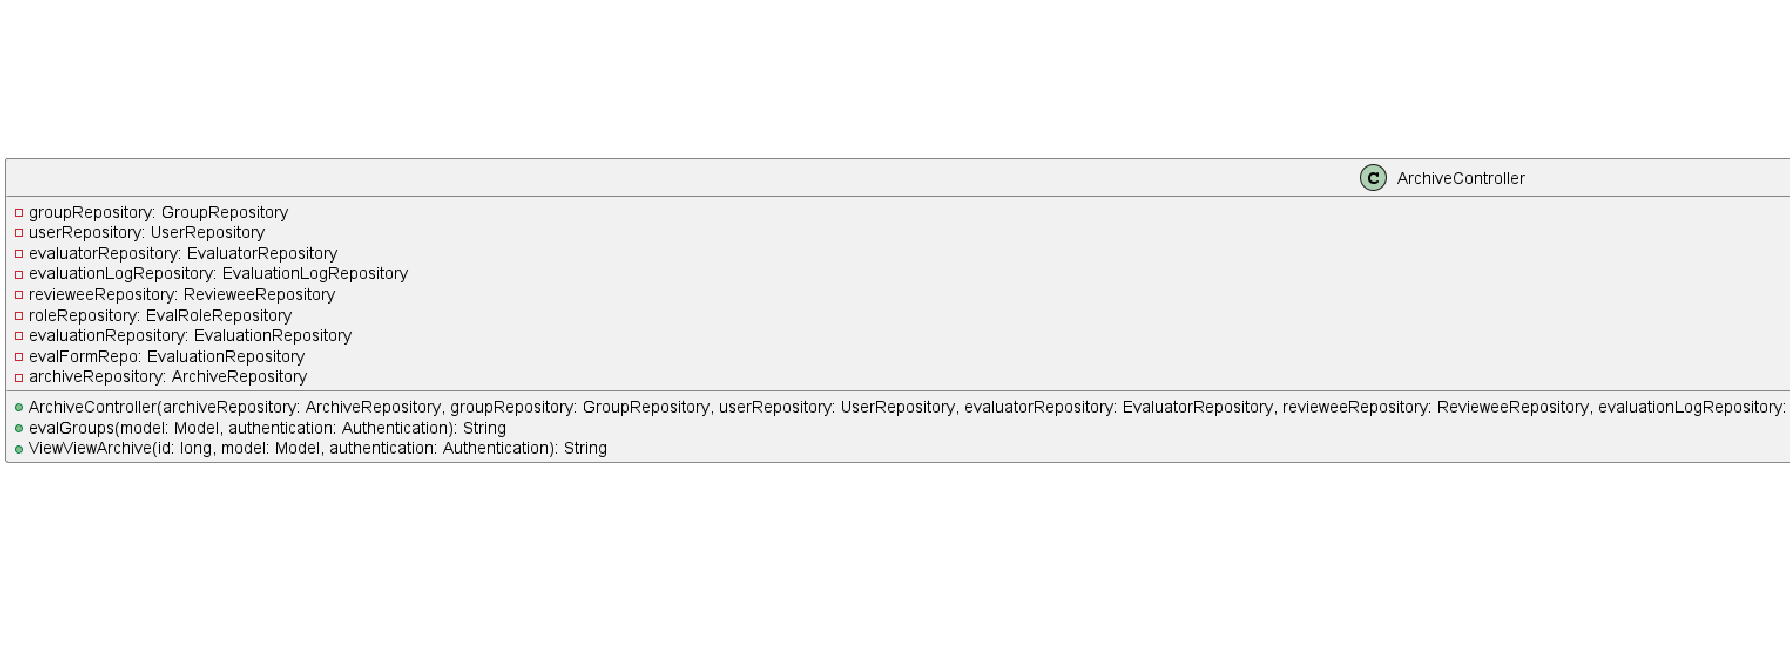 C ArchiveController
groupRepository: GroupRepository
userRepository: UserRepository
evaluatorRepository: EvaluatorRepository
evaluationLogRepository: EvaluationLogRepository
revieweeRepository: RevieweeRepository
roleRepository: EvalRoleRepository
evaluationRepository: EvaluationRepository
evalFormRepo: EvaluationRepository
archiveRepository: ArchiveRepository
ArchiveController(archiveRepository: ArchiveRepository, groupRepository: GroupRepository, userRepository: UserRepository, evaluatorRepository: EvaluatorRepository, revieweeRepository: RevieweeRepository, evaluationLogRepository:
evalGroups(model: Model, authentication: Authentication): String
ViewViewArchive(id: long, model: Model, authentication: Authentication): String